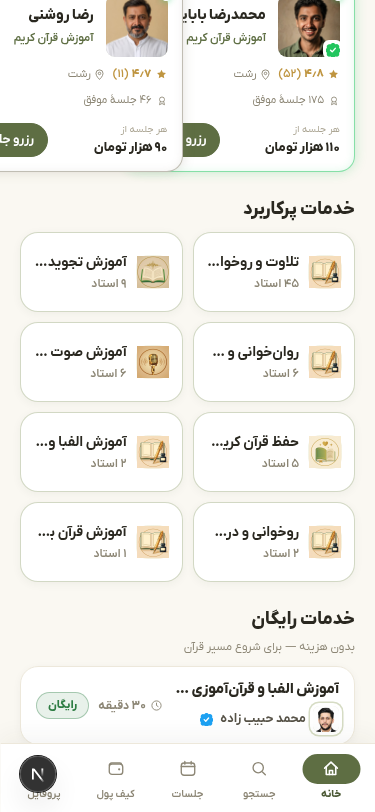 محمدرضا بابایی
آموزش قرآن کریم
۴/۸ (۵۲) رشت
۱۷۵ جلسهٔ موفق
هر جلسه از
۱۱۰ هزار تومان
رضا روشنی
آموزش قرآن کریم
۴/۷ (۱۱) رشت
۴۶ جلسهٔ موفق
هر جلسه از
۹۰ هزار تومان
رزرو
خدمات پرکاربرد
تلاوت و روخوا...
۴۵ استاد
آموزش تجوید...
۹ استاد
روان‌خوانی و ...
۶ استاد
آموزش صوت ...
۶ استاد
حفظ قرآن کریـ...
۵ استاد
آموزش الفبا و...
۲ استاد
روخوانی و در...
۲ استاد
آموزش قرآن بـ...
۱ استاد
خدمات رایگان
بدون هزینه — برای شروع مسیر قرآن
آموزش الفبا و قرآن‌آموزی ...
محمد حبیب زاده
۳۰ دقیقه
رایگان
خانه
جستجو
جلسات
کیف پول
پروفایل
N